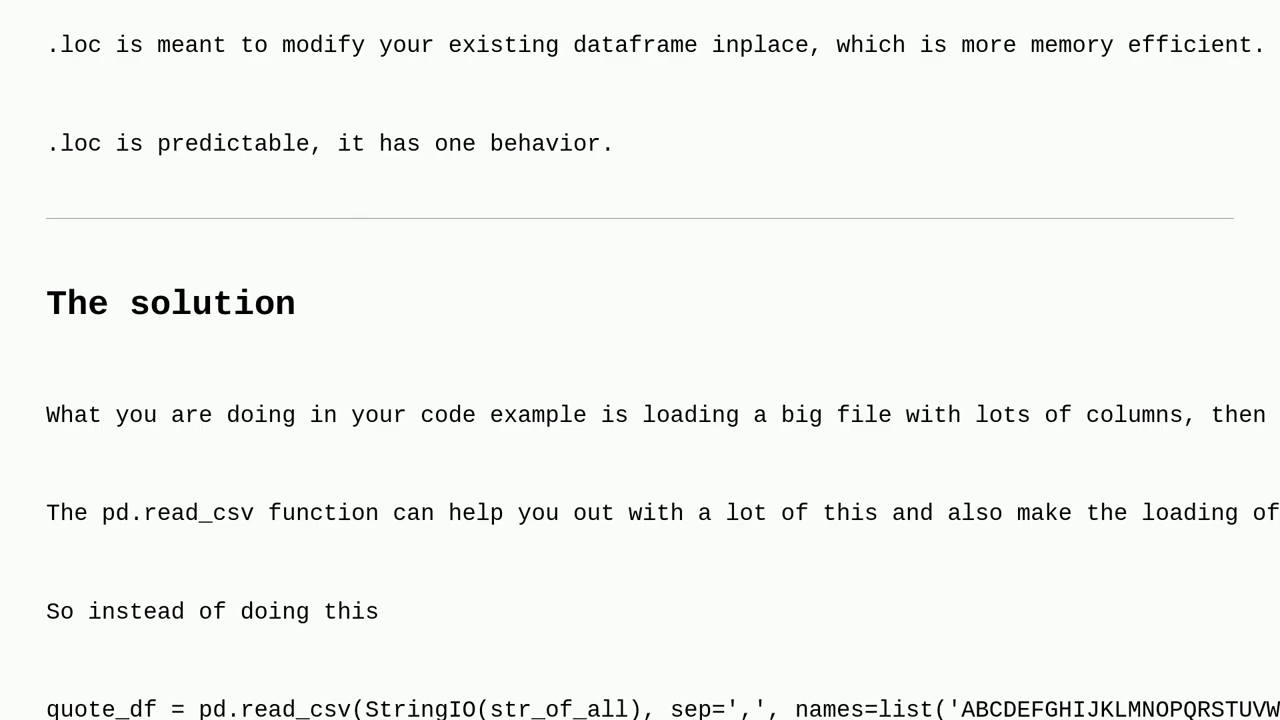 .loc is meant to modify your existing dataframe inplace, which is more memory efficient.
.loc is predictable, it has one behavior.
The solution
What you are doing in your code example is loading a big file with lots of columns, then
The pd.read_csv function can help you out with a lot of this and also make the loading of
So instead of doing this
quote_df = pd.read_csv(StringIO(str_of_all), sep=',', names=list('ABCDEFGHIJKLMNOPQRSTUVW